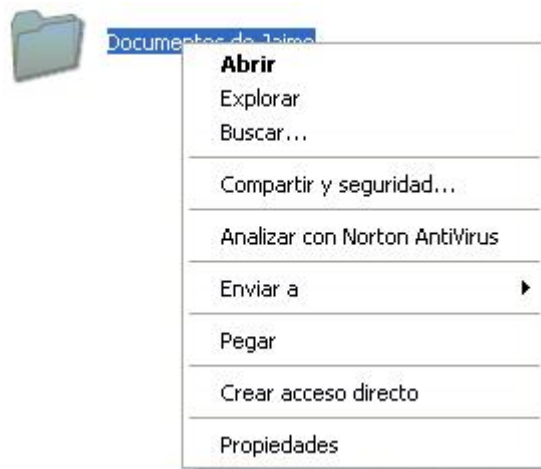 Documentos de Jaime
Abrir
Explorar
Buscar...
Compartir y seguridad...
Analizar con Norton AntiVirus
Enviar a
Pegar
Crear acceso directo
Propiedades